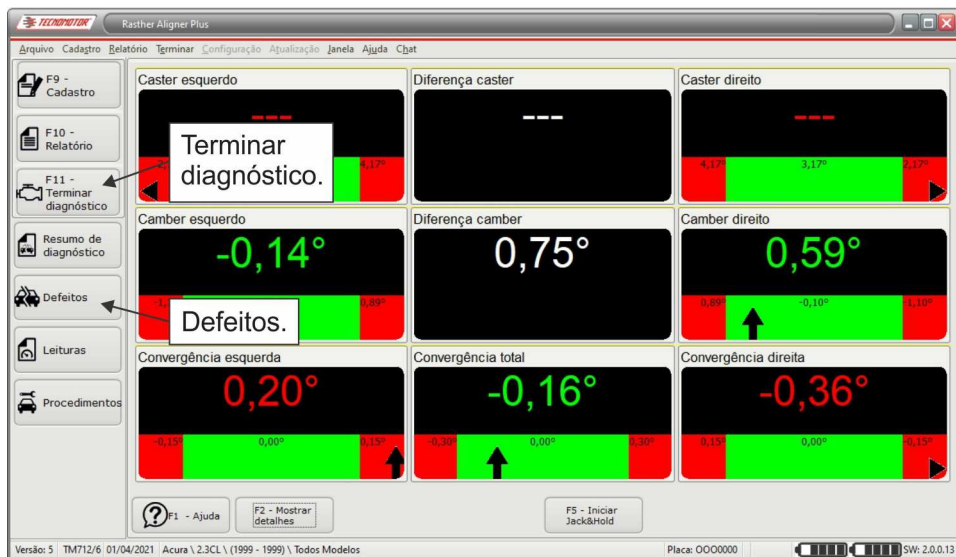 TECNOMOTOR
Rasther Aligner Plus
Arquivo Cadastro Relatório Terminar Configuração Atualização Janela Ajuda Chat
F9 -
Cadastro
F10 -
Relatório
F11 -
Terminar
diagnóstico
Resumo de
diagnóstico
Defeitos
Leituras
Procedimentos
Caster esquerdo
---
4,17°
Diferença caster
---
Caster direito
---
4,17° 3,17° 2,17°
Terminar
diagnóstico.
Camber esquerdo
-0,14°
0,89°
Diferença camber
0,75°
Camber direito
0,59°
0,89° -0,10° -1,10°
Defeitos.
Convergência esquerda
0,20°
-0,15° 0,00° 0,15°
Convergência total
-0,16°
-0,30° 0,00° 0,30°
Convergência direita
-0,36°
0,15° 0,00° -0,15°
F1 - Ajuda
F2 - Mostrar
detalhes
F5 - Iniciar
Jack&Hold
Versão: 5 TM712/6 01/04/2021 Acura \ 2.3CL \ (1999 - 1999) \ Todos Modelos Placa: OOO0000 SW: 2.0.0.13